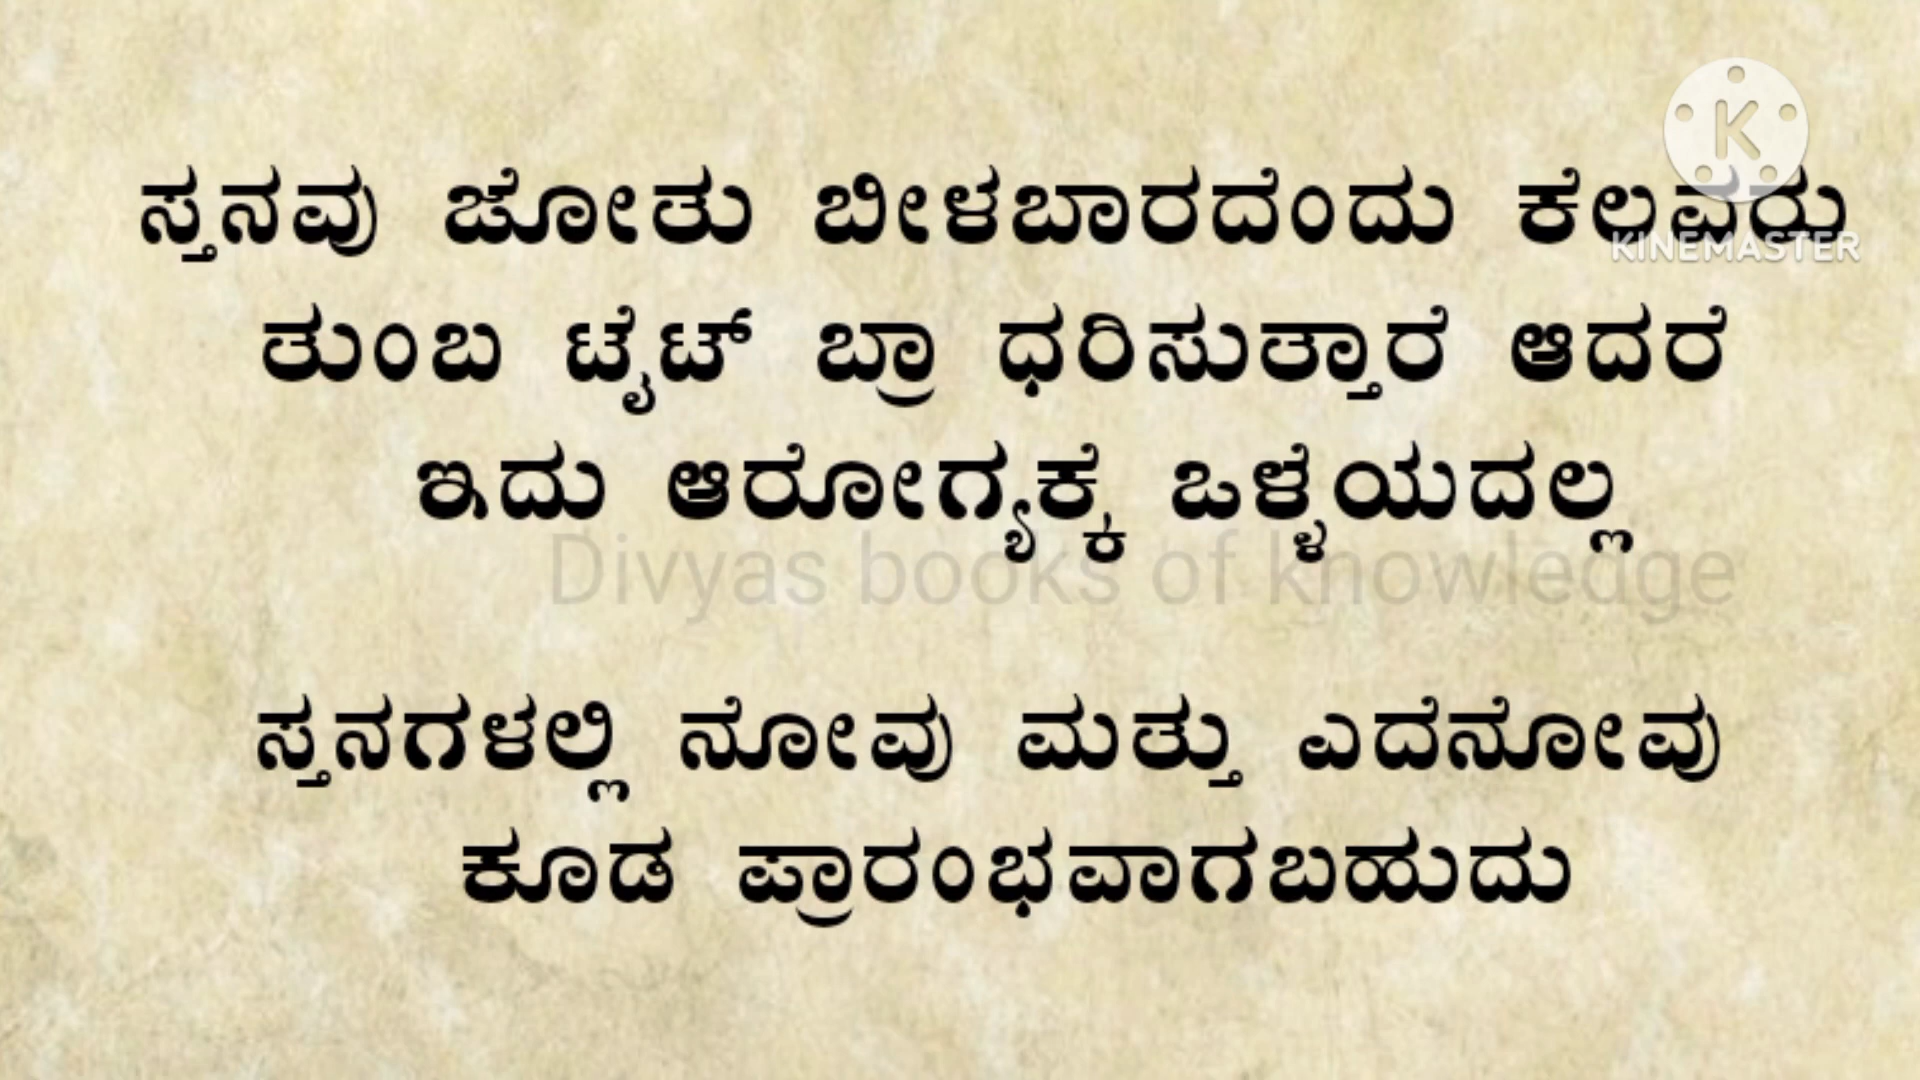 K
ಸ್ತನವು ಜೋತು ಬೀಳಬಾರದೆಂದು ಕೆಲವರು
KINEMASTER
ತುಂಬ ಟೈಟ್ ಬ್ರಾ ಧರಿಸುತ್ತಾರೆ ಆದರೆ
ಇದು ಆರೋಗ್ಯಕ್ಕೆ ಒಳ್ಳೆಯದಲ್ಲ
Divyas books of knowledge
ಸ್ತನಗಳಲ್ಲಿ ನೋವು ಮತ್ತು ಎದೆನೋವು
ಕೂಡ ಪ್ರಾರಂಭವಾಗಬಹುದು